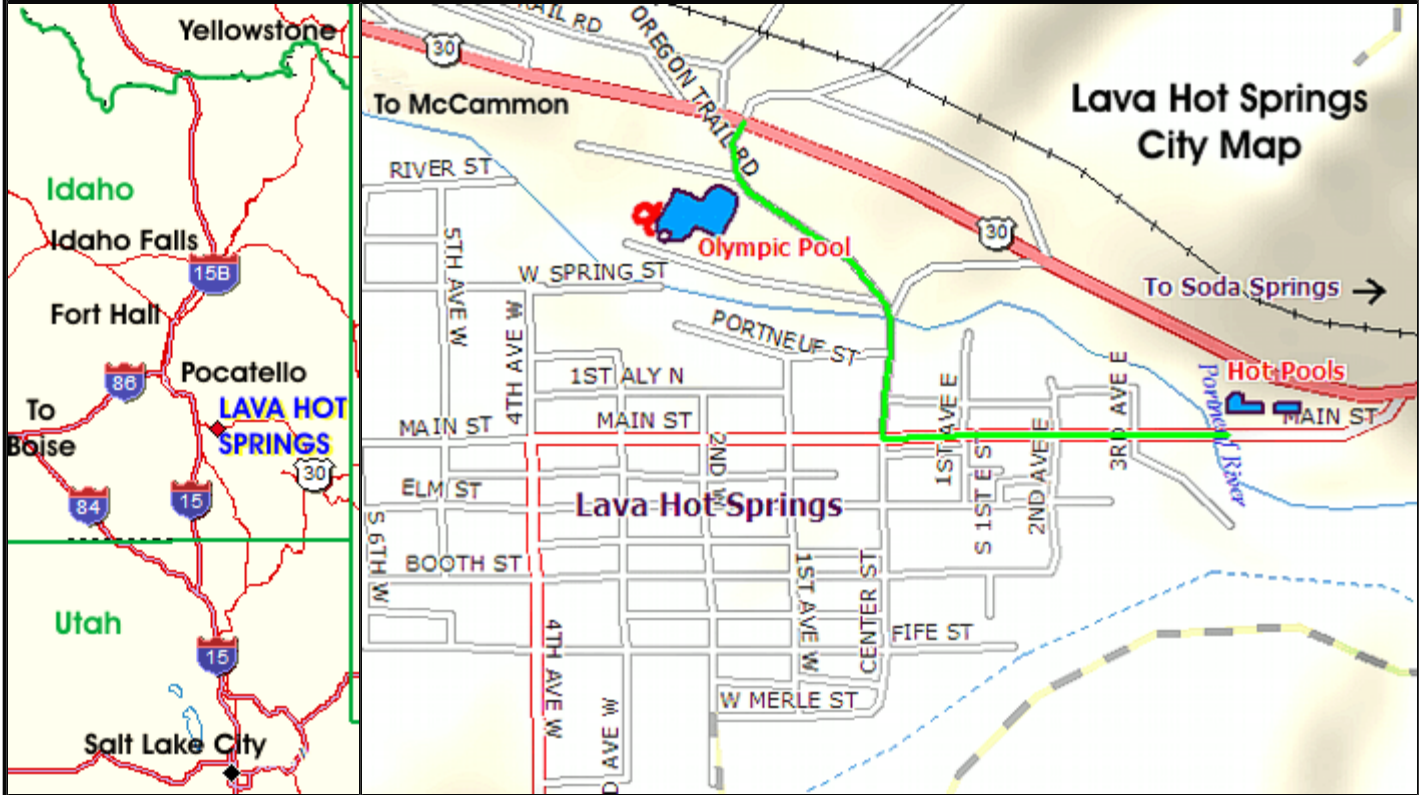 Yellowstone
Idaho
Idaho Falls
15B
Fort Hall
86
Pocatello
To
Boise
LAVA HOT
SPRINGS
30
84
15
Utah
15
Salt Lake City
RAIL RD
OREGON TRAIL RD
30
To McCammon
Lava Hot Springs
City Map
RIVER ST
5TH AVE W
Olympic Pool
30
W SPRING ST
To Soda Springs
4TH AVE W
PORTNEUF ST
Hot Pools
1ST ALY N
1ST AVE E
3RD AVE E
Portneuf River
MAIN ST
MAIN ST
MAIN ST
2ND W
2ND AVE E
S 1ST E ST
ELM ST
Lava Hot Springs
S 6TH W
BOOTH ST
1ST AVE W
CENTER ST
FIFE ST
4TH AVE W
W MERLE ST
D AVE W